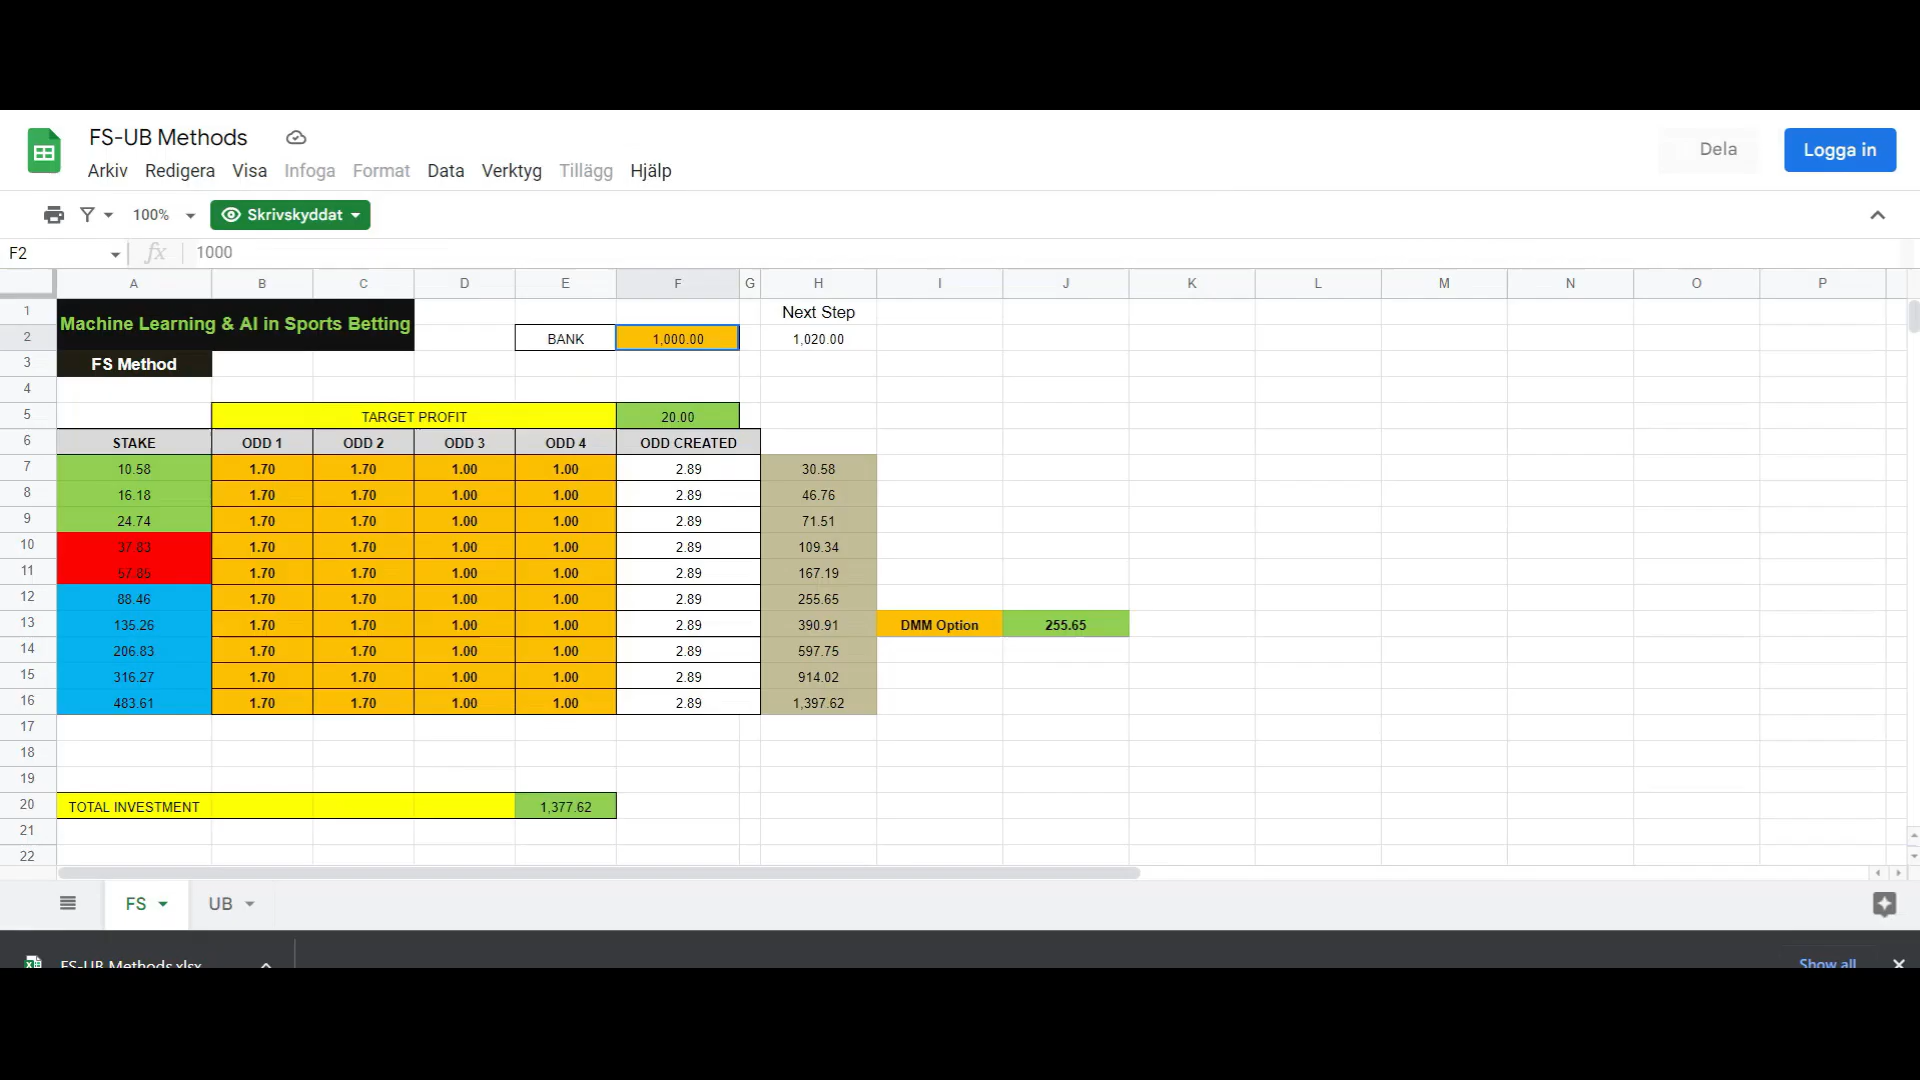 FS-UB Methods
Arkiv Redigera Visa Infoga Format Data Verktyg Tillägg Hjälp
Dela
Logga in
100% Skrivskyddat
F2 fx 1000
A B C D E F G H I J K L M N O P
1 Machine Learning & AI in Sports Betting Next Step
2 BANK 1,000.00 1,020.00
3 FS Method
4
5 TARGET PROFIT 20.00
6 STAKE ODD 1 ODD 2 ODD 3 ODD 4 ODD CREATED
7 10.58 1.70 1.70 1.00 1.00 2.89 30.58
8 16.18 1.70 1.70 1.00 1.00 2.89 46.76
9 24.74 1.70 1.70 1.00 1.00 2.89 71.51
10 37.83 1.70 1.70 1.00 1.00 2.89 109.34
11 57.85 1.70 1.70 1.00 1.00 2.89 167.19
12 88.46 1.70 1.70 1.00 1.00 2.89 255.65
13 135.26 1.70 1.70 1.00 1.00 2.89 390.91 DMM Option 255.65
14 206.83 1.70 1.70 1.00 1.00 2.89 597.75
15 316.27 1.70 1.70 1.00 1.00 2.89 914.02
16 483.61 1.70 1.70 1.00 1.00 2.89 1,397.62
17
18
19
20 TOTAL INVESTMENT 1,377.62
21
22
FS UB
FS-UB Methods.xlsx Show all